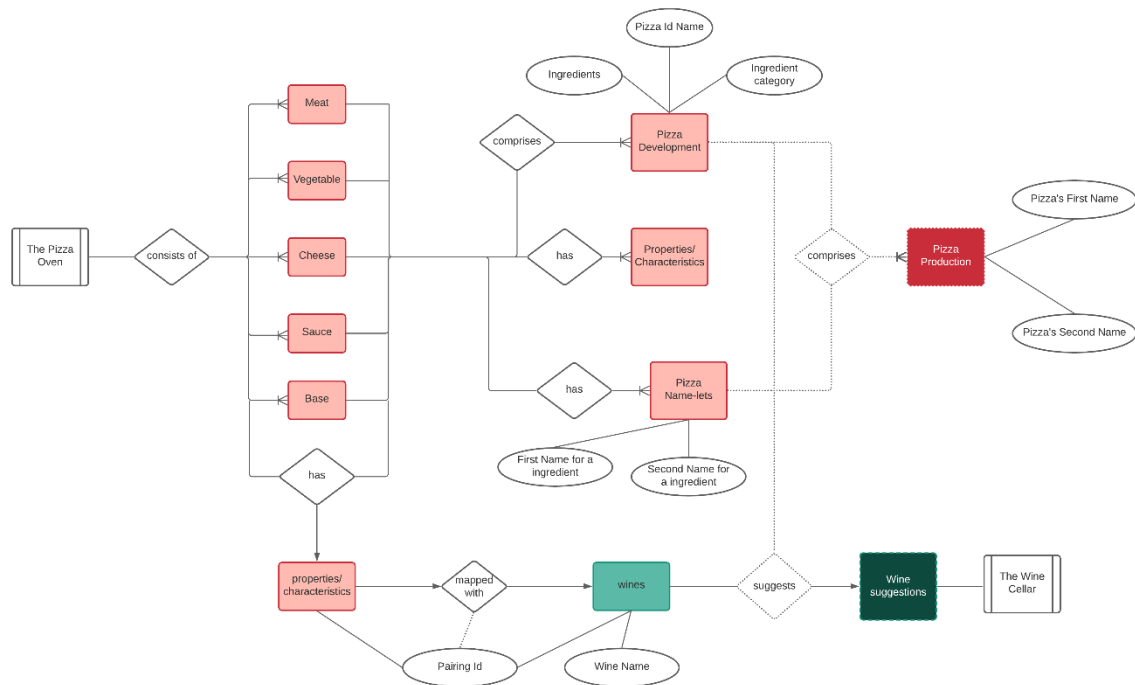 Pizza Id Name
Ingredients
Ingredient
category
Meat
comprises
Pizza
Development
Vegetable
Pizza's First Name
The Pizza
Oven
consists of
Cheese
has
Properties/
Characteristics
comprises
Pizza
Production
Sauce
Pizza's Second Name
Base
has
Pizza
Name-lets
First Name for a
ingredient
Second Name for
a ingredient
has
properties/
characteristics
mapped
with
wines
suggests
Wine
suggestions
The Wine
Cellar
Pairing Id
Wine Name